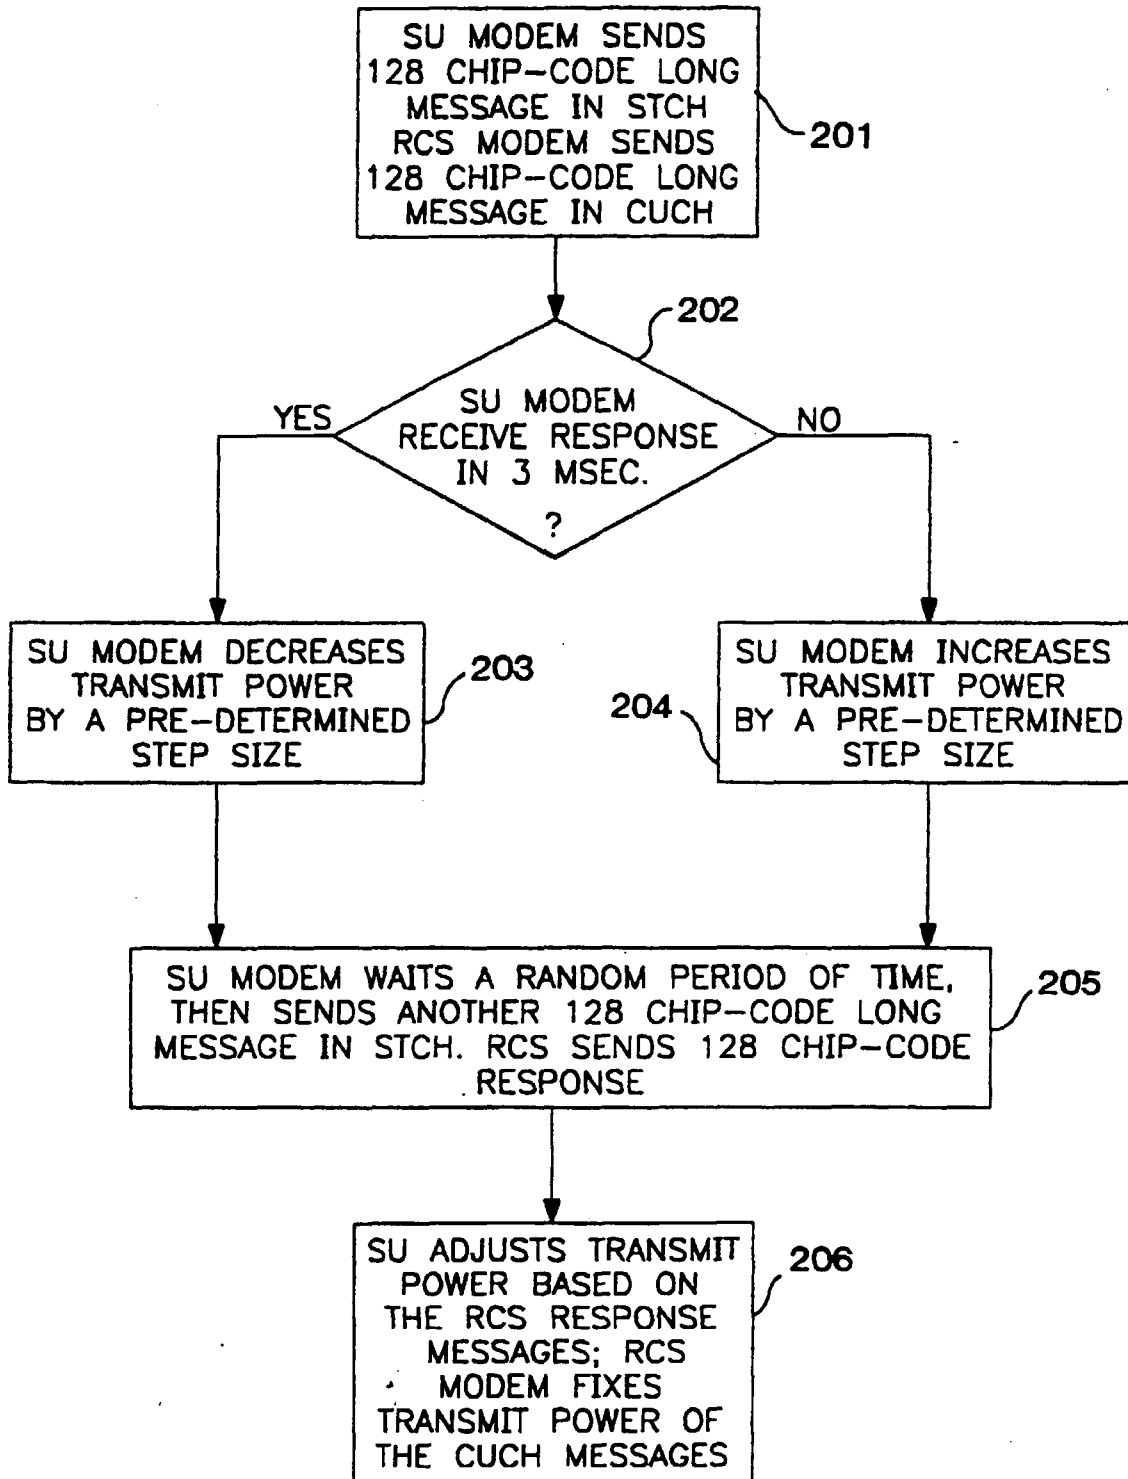 SU MODEM SENDS
128 CHIP-CODE LONG
MESSAGE IN STCH
RCS MODEM SENDS
128 CHIP-CODE LONG
MESSAGE IN CUCH
201
202
SU MODEM
RECEIVE RESPONSE
IN 3 MSEC.
?
YES
NO
SU MODEM DECREASES
TRANSMIT POWER
BY A PRE-DETERMINED
STEP SIZE
203
SU MODEM INCREASES
TRANSMIT POWER
BY A PRE-DETERMINED
STEP SIZE
204
SU MODEM WAITS A RANDOM PERIOD OF TIME,
THEN SENDS ANOTHER 128 CHIP-CODE LONG
MESSAGE IN STCH. RCS SENDS 128 CHIP-CODE
RESPONSE
205
SU ADJUSTS TRANSMIT
POWER BASED ON
THE RCS RESPONSE
MESSAGES; RCS
MODEM FIXES
TRANSMIT POWER OF
THE CUCH MESSAGES
206